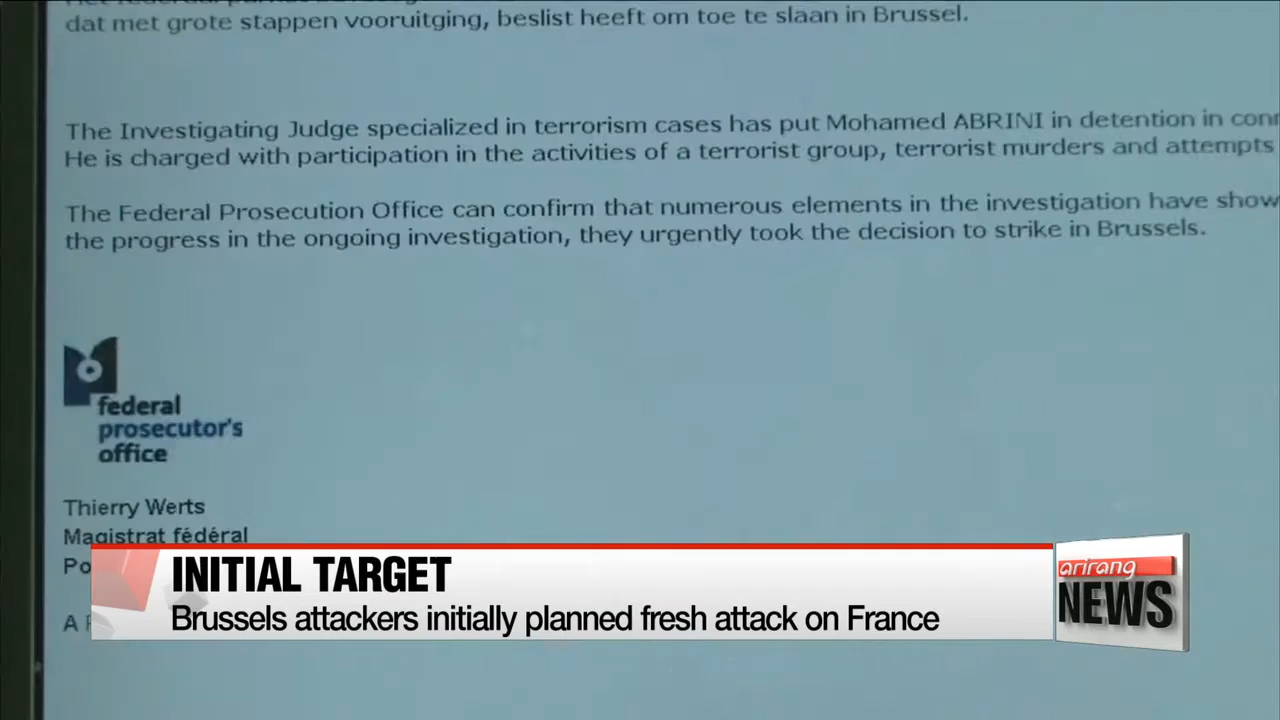 dat met grote stappen vooruitging, beslist heeft om toe te slaan in Brussel.
The Investigating Judge specialized in terrorism cases has put Mohamed ABRINI in detention in
He is charged with participation in the activities of a terrorist group, terrorist murders and attempts
The Federal Prosecution Office can confirm that numerous elements in the investigation have show
the progress in the ongoing investigation, they urgently took the decision to strike in Brussels.
federal
prosecutor's
office
Thierry Werts
Magistrat fédéral
Po
A
INITIAL TARGET
Brussels attackers initially planned fresh attack on France
arirang
NEWS